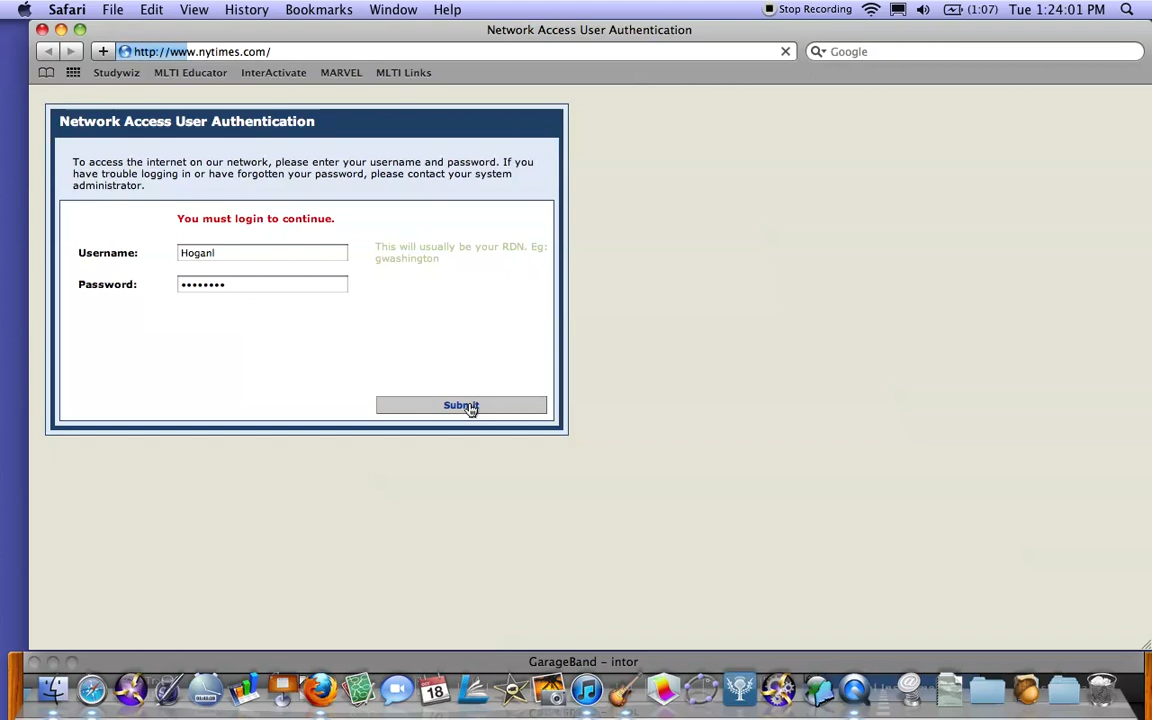 Safari File Edit View History Bookmarks Window Help Stop Recording (1:07) Tue 1:24:01 PM
Network Access User Authentication
http://www.nytimes.com/ Google
Studywiz MLTI Educator InterActivate MARVEL MLTI Links
Network Access User Authentication
To access the internet on our network, please enter your username and password. If you
have trouble logging in or have forgotten your password, please contact your system
administrator.
You must login to continue.
Username: Hoganl This will usually be your RDN. Eg:
gwashington
Password: ••••••••
Submit
GarageBand - intor
OCT
18